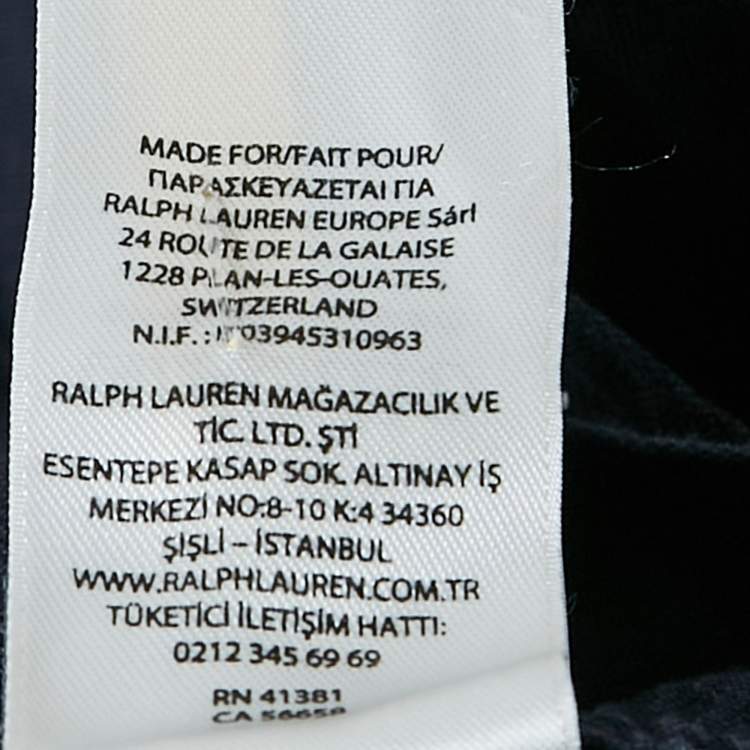 MADE FOR/FAIT POUR/
ΠΑΡΑΣΚΕΥΑΖΕΤΑΙ ΓΙΑ
RALPH LAUREN EUROPE Sárl
24 ROUTE DE LA GALAISE
1228 PLAN-LES-OUATES,
SWITZERLAND
N.I.F. : IT03945310963
RALPH LAUREN MAĞAZACILIK VE
TİC. LTD. ŞTİ
ESENTEPE KASAP SOK. ALTINAY İŞ
MERKEZİ NO:8-10 K:4 34360
ŞİŞLİ – İSTANBUL
WWW.RALPHLAUREN.COM.TR
TÜKETİCİ İLETİŞİM HATTI:
0212 345 69 69
RN 41381
CA